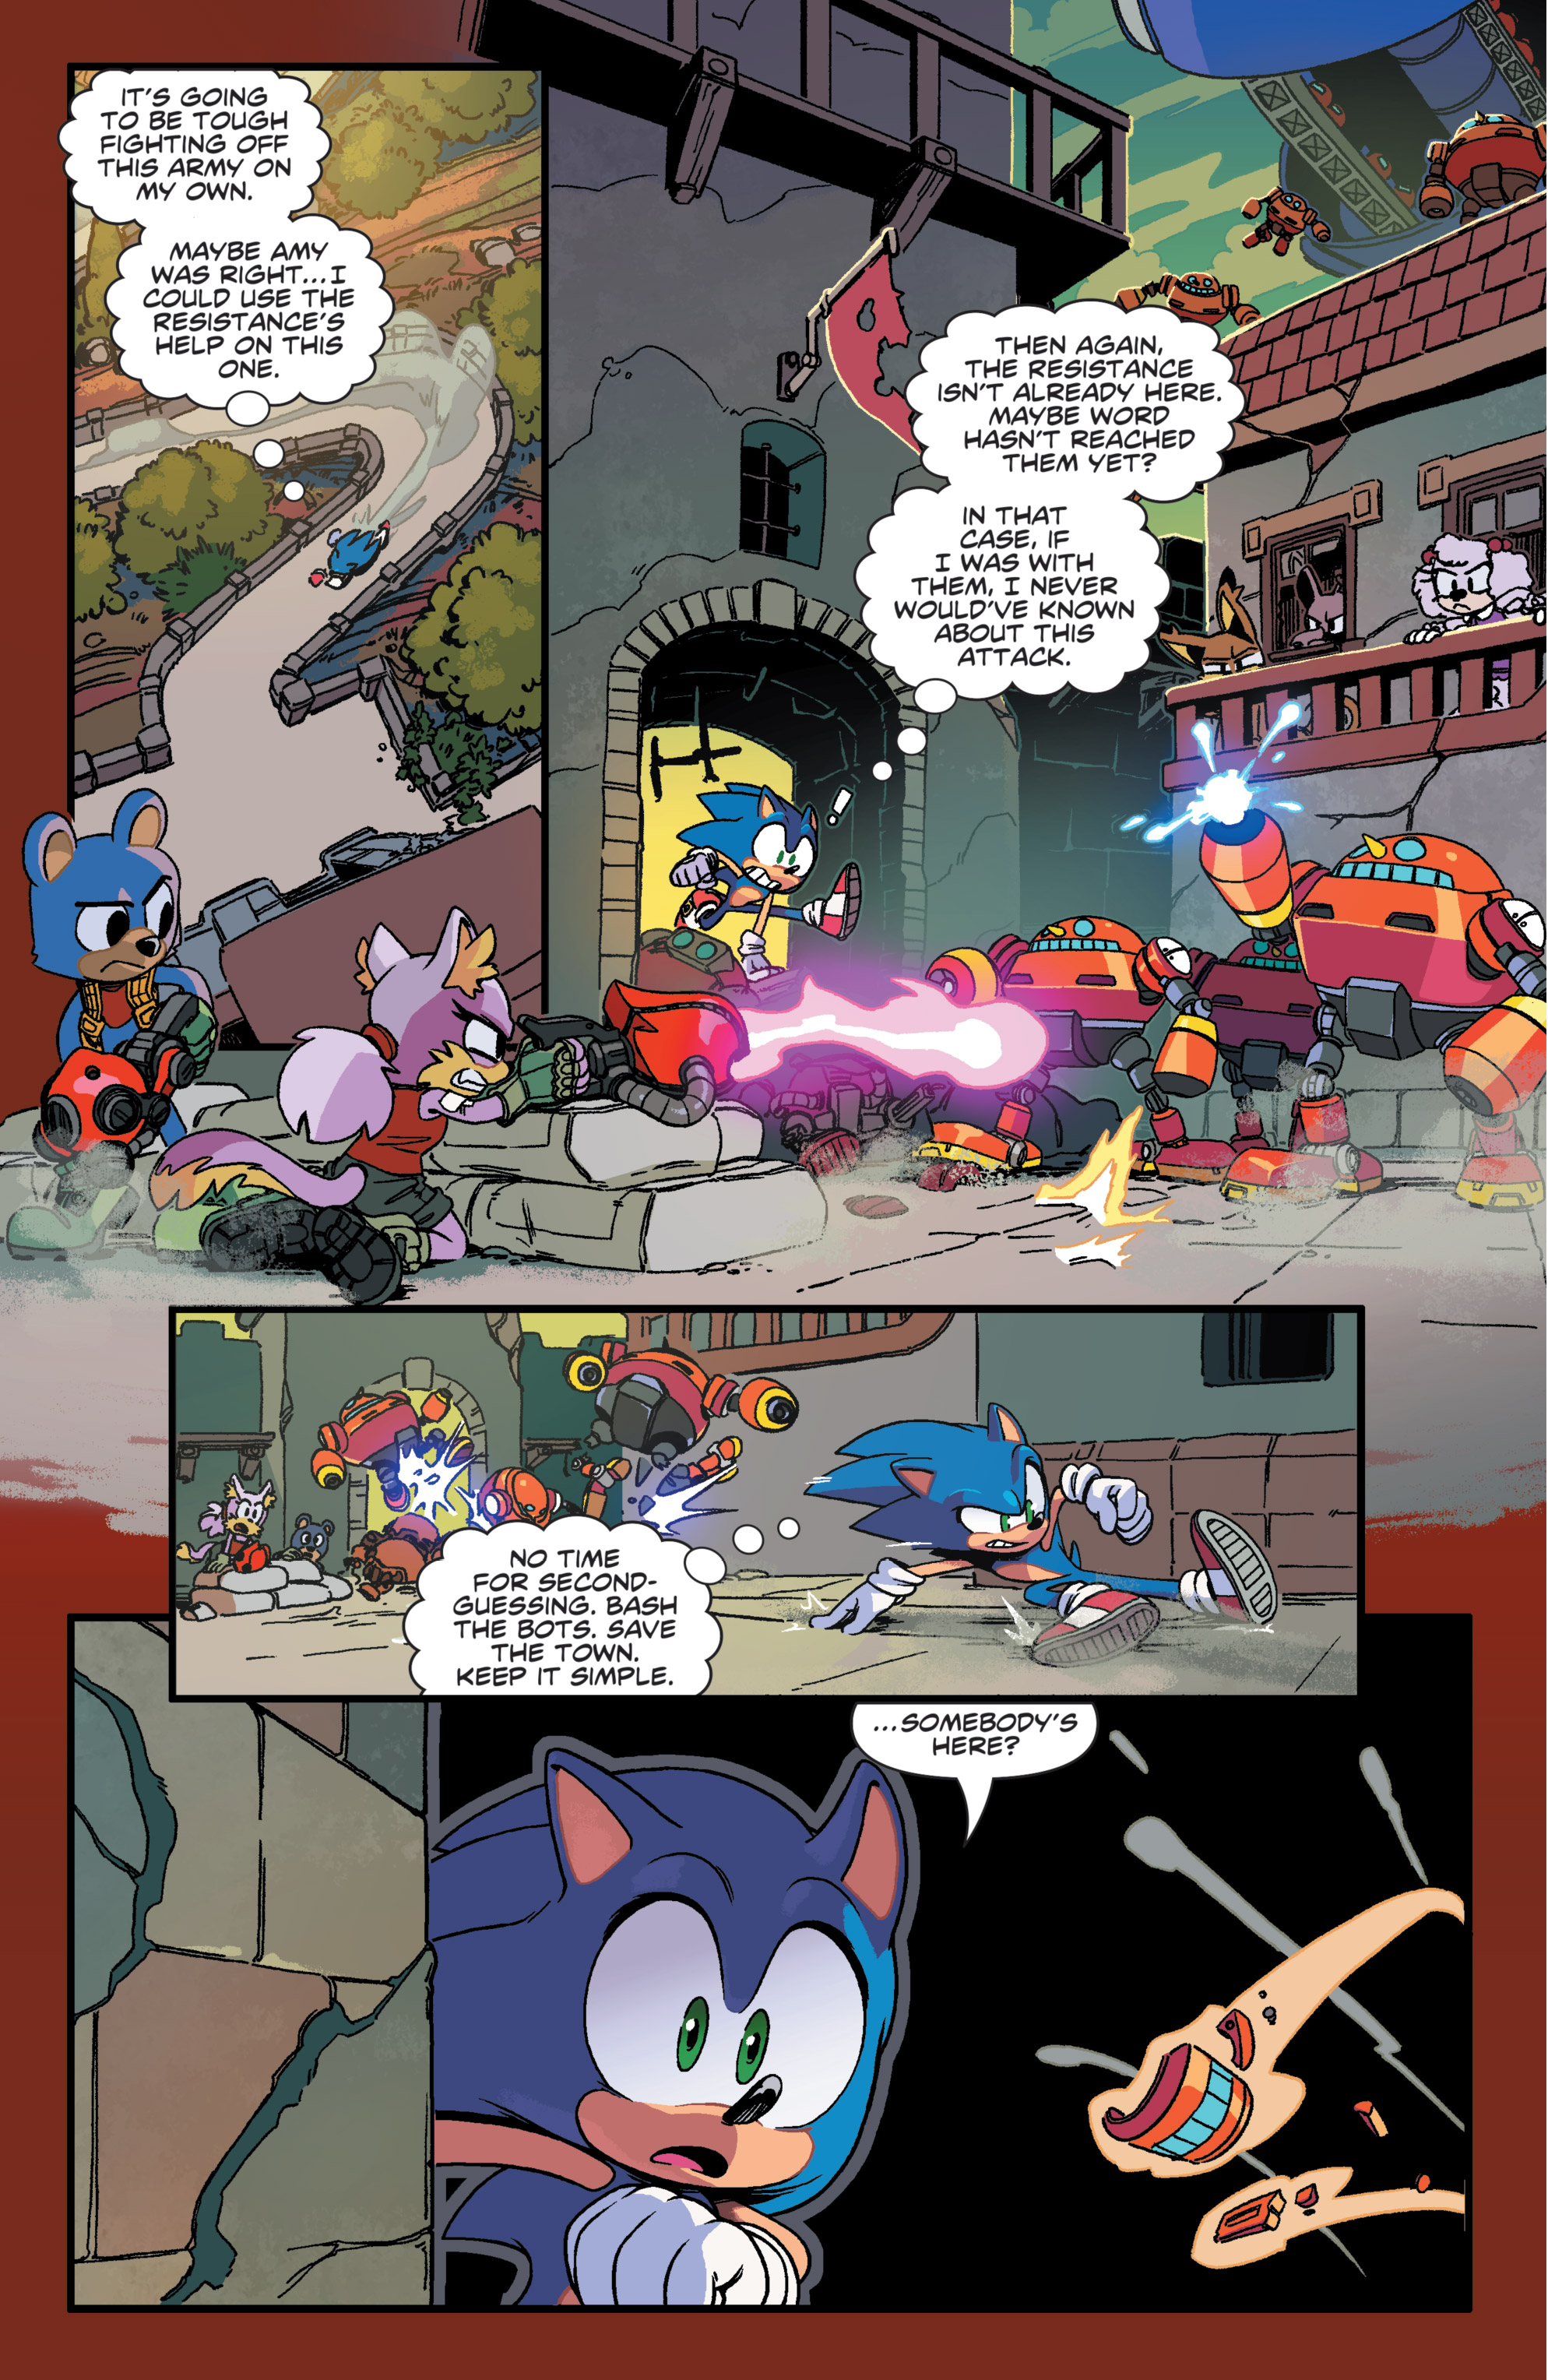 IT'S GOING
TO BE TOUGH
FIGHTING OFF
THIS ARMY ON
MY OWN.
MAYBE AMY
WAS RIGHT...I
COULD USE THE
RESISTANCE'S
HELP ON THIS
ONE.
THEN AGAIN,
THE RESISTANCE
ISN'T ALREADY HERE.
MAYBE WORD
HASN'T REACHED
THEM YET?
IN THAT
CASE, IF
I WAS WITH
THEM, I NEVER
WOULD'VE KNOWN
ABOUT THIS
ATTACK.
!
NO TIME
FOR SECOND-
GUESSING. BASH
THE BOTS. SAVE
THE TOWN.
KEEP IT SIMPLE.
...SOMEBODY'S
HERE?